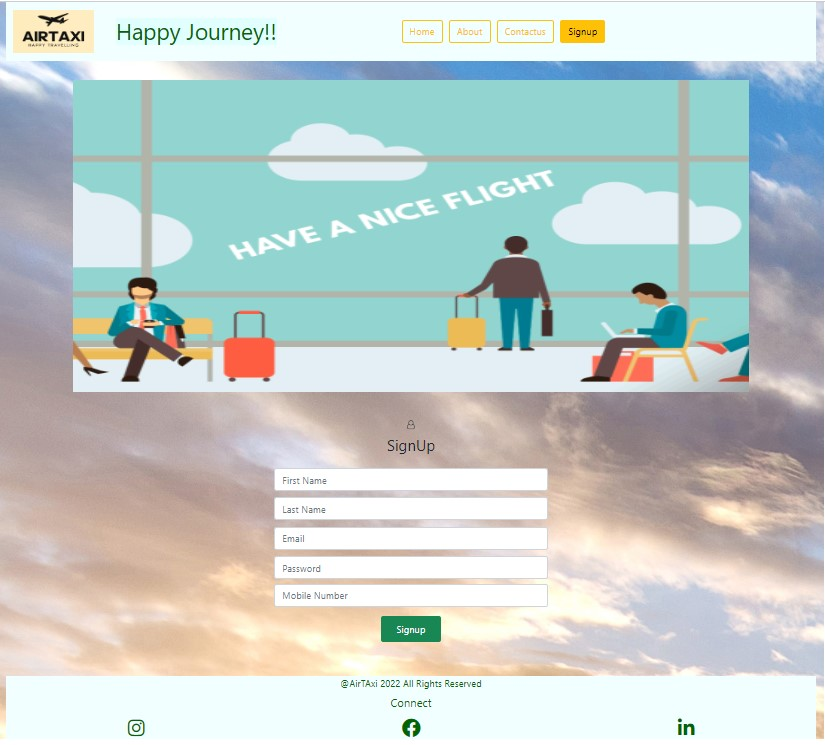 AIRTAXI
HAPPY TRAVELLING
Happy Journey!!
Home
About
Contactus
Signup
HAVE A NICE FLIGHT
SignUp
First Name
Last Name
Email
Password
Mobile Number
Signup
@AirTAxi 2022 All Rights Reserved
Connect